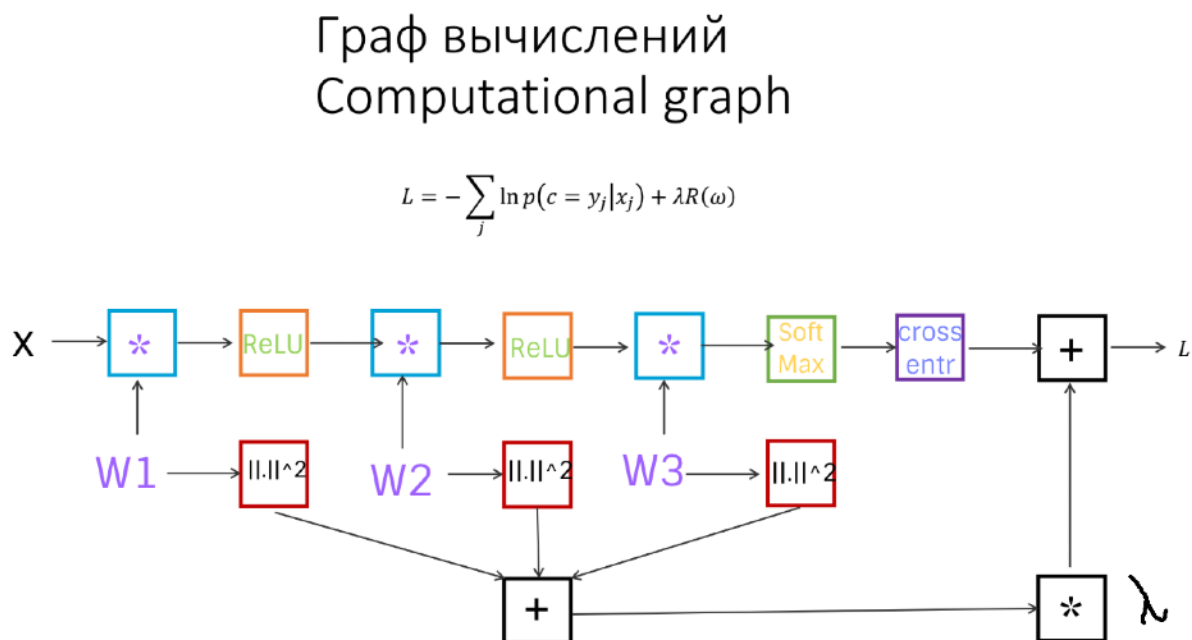 Граф вычислений
Computational graph
L = − ∑_j ln p(c = y_j|x_j) + λR(ω)
X * ReLU * ReLU * Soft Max cross entr + L
W1 ||.||^2 W2 ||.||^2 W3 ||.||^2
+ * λ